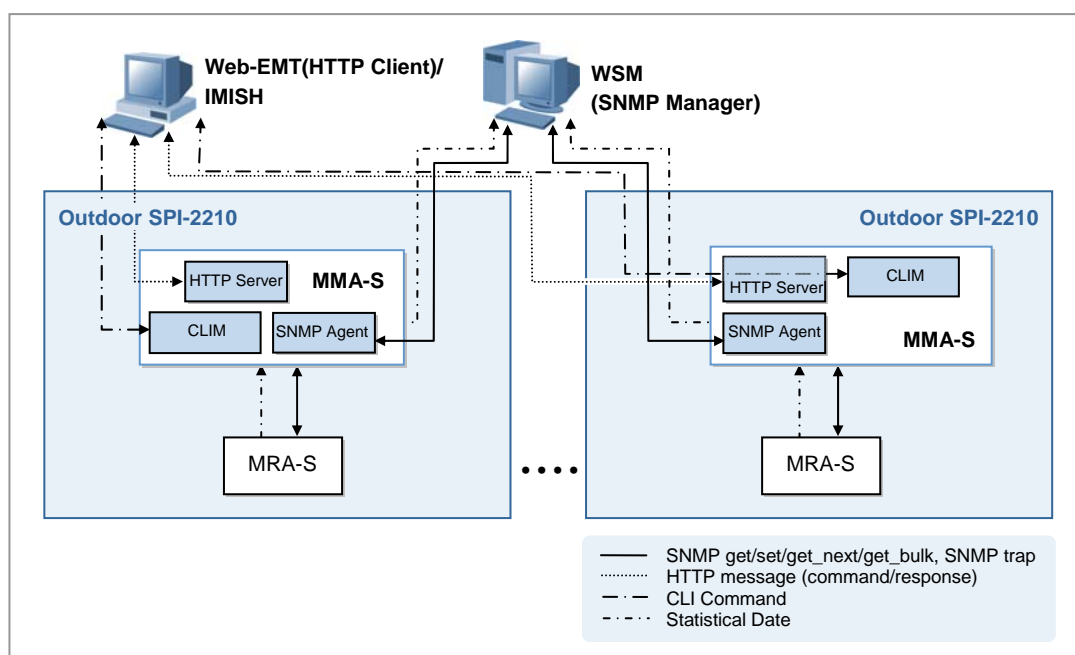 Web-EMT(HTTP Client)/
IMISH
WSM
(SNMP Manager)
Outdoor SPI-2210
HTTP Server
MMA-S
CLIM
SNMP Agent
MRA-S
Outdoor SPI-2210
HTTP Server
CLIM
SNMP Agent
MMA-S
MRA-S
SNMP get/set/get_next/get_bulk, SNMP trap
HTTP message (command/response)
CLI Command
Statistical Date